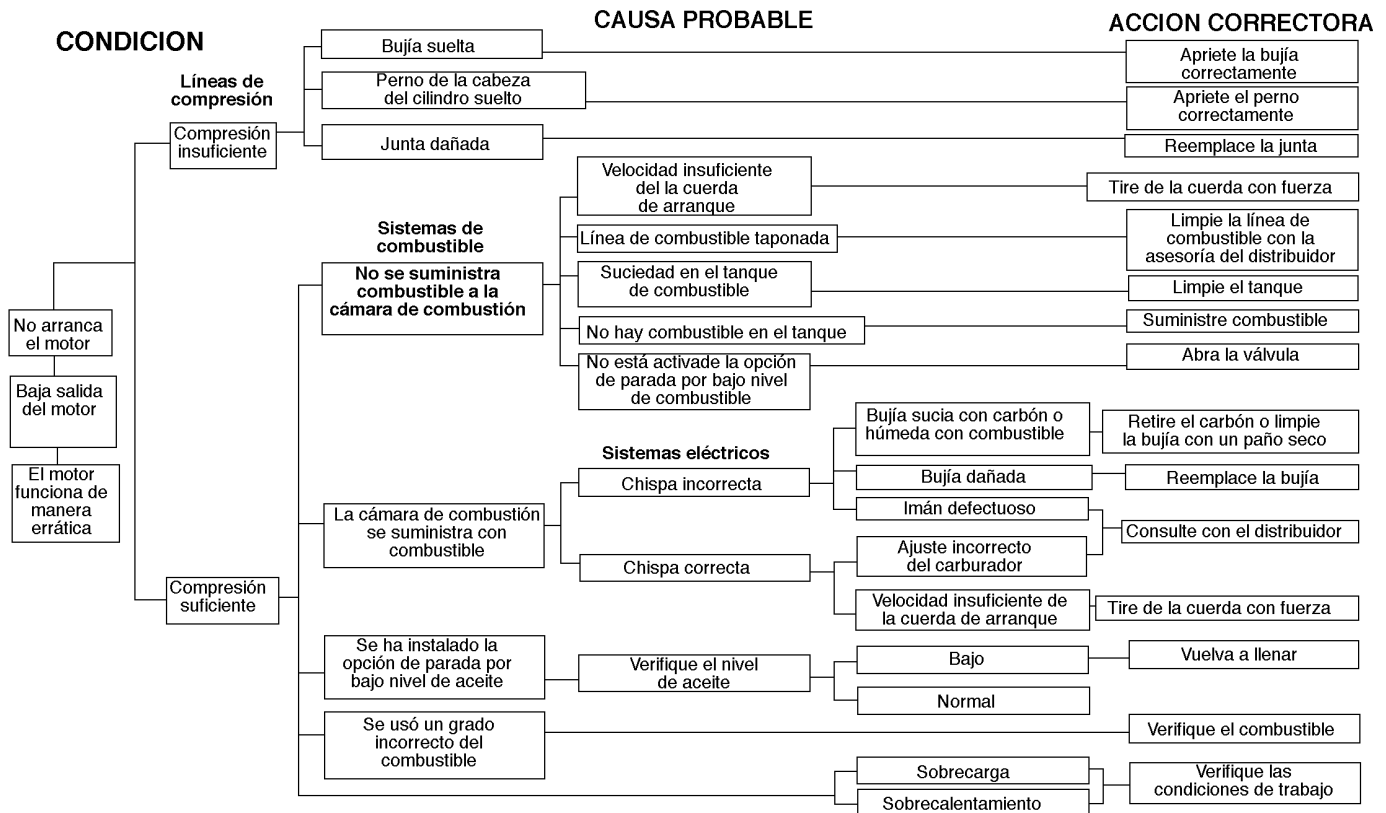 CONDICION
CAUSA PROBABLE
ACCION CORRECTORA
No arranca
el motor
Baja salida
del motor
El motor
funciona de
manera
errática
Líneas de
compresión
Compresión
insuficiente
Bujía suelta
Apriete la bujía
correctamente
Perno de la cabeza
del cilindro suelto
Apriete el perno
correctamente
Junta dañada
Reemplace la junta
Compresión
suficiente
Sistemas de
combustible
No se suministra
combustible a la
cámara de combustión
Velocidad insuficiente
del la cuerda
de arranque
Tire de la cuerda con fuerza
Línea de combustible taponada
Limpie la línea de
combustible con la
asesoría del distribuidor
Suciedad en el tanque
de combustible
Limpie el tanque
No hay combustible en el tanque
Suministre combustible
No está activade la opción
de parada por bajo nivel
de combustible
Abra la válvula
La cámara de combustión
se suministra con
combustible
Sistemas eléctricos
Chispa incorrecta
Bujía sucia con carbón o
húmeda con combustible
Retire el carbón o limpie
la bujía con un paño seco
Bujía dañada
Reemplace la bujía
Imán defectuoso
Consulte con el distribuidor
Chispa correcta
Ajuste incorrecto
del carburador
Velocidad insuficiente de
la cuerda de arranque
Tire de la cuerda con fuerza
Se ha instalado la
opción de parada por
bajo nivel de aceite
Verifique el nivel
de aceite
Bajo
Vuelva a llenar
Normal
Se usó un grado
incorrecto del
combustible
Verifique el combustible
Sobrecarga
Sobrecalentamiento
Verifique las
condiciones de trabajo